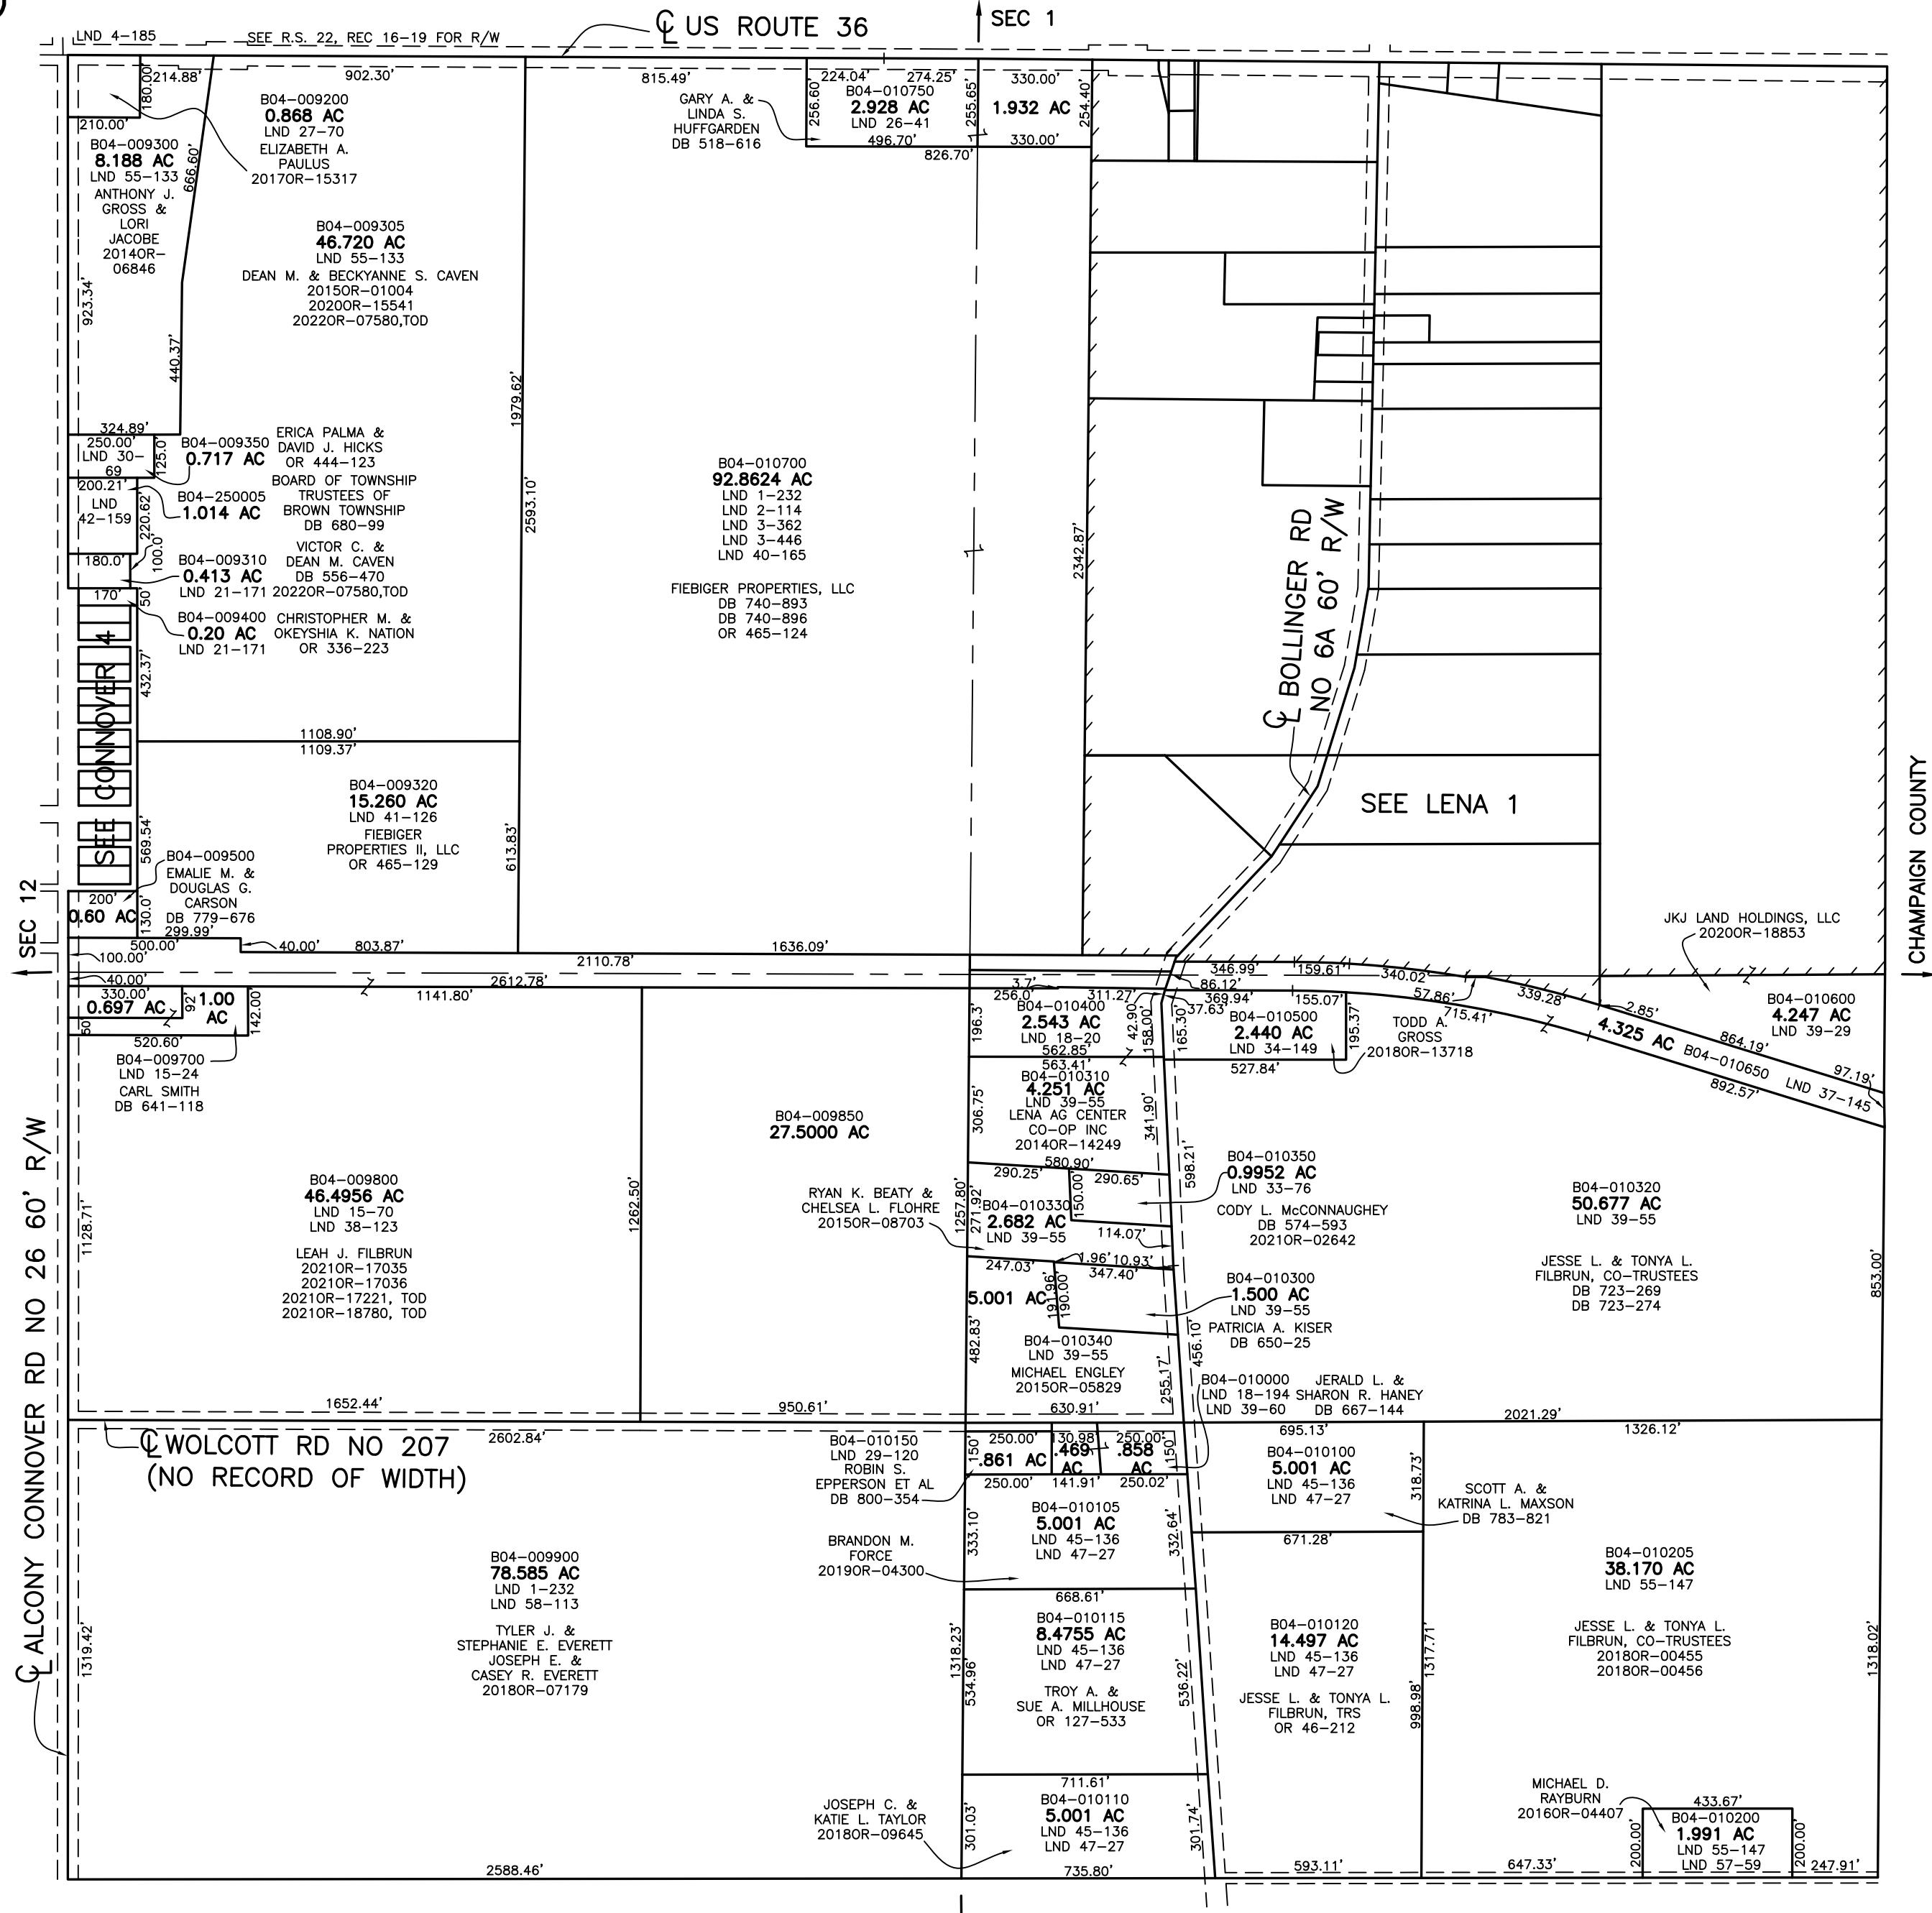 SEC 1
℄ US ROUTE 36
LND 4-185
SEE R.S. 22, REC 16-19 FOR R/W
214.88'
902.30'
815.49'
224.04'
274.25'
330.00'
180.00'
210.00'
B04-009200
0.868 AC
LND 27-70
ELIZABETH A.
PAULUS
2017OR-15317
B04-009300
8.188 AC
LND 55-133
ANTHONY J.
GROSS &
LORI
JACOBE
2014OR-
06846
666.60'
923.34'
440.37'
324.89'
B04-009305
46.720 AC
LND 55-133
DEAN M. & BECKYANNE S. CAVEN
2015OR-01004
2020OR-15541
2022OR-07580,TOD
GARY A. &
LINDA S.
HUFFGARDEN
DB 518-616
256.60'
B04-010750
2.928 AC
LND 26-41
496.70'
255.65'
1.932 AC
254.40'
330.00'
826.70'
250.00'
LND 30-
69
125.0'
B04-009350
0.717 AC
ERICA PALMA &
DAVID J. HICKS
OR 444-123
200.21'
LND
42-159
220.62'
B04-250005
1.014 AC
BOARD OF TOWNSHIP
TRUSTEES OF
BROWN TOWNSHIP
DB 680-99
180.0'
100.0'
B04-009310
0.413 AC
LND 21-171
VICTOR C. &
DEAN M. CAVEN
DB 556-470
2022OR-07580,TOD
170'
50'
B04-009400
0.20 AC
LND 21-171
CHRISTOPHER M. &
OKEYSHIA K. NATION
OR 336-223
SEE CONNOVER 4
432.37'
569.54'
1979.62'
2593.10'
1108.90'
1109.37'
613.83'
B04-009320
15.260 AC
LND 41-126
FIEBIGER
PROPERTIES II, LLC
OR 465-129
B04-010700
92.8624 AC
LND 1-232
LND 2-114
LND 3-362
LND 3-446
LND 40-165
FIEBIGER PROPERTIES, LLC
DB 740-893
DB 740-896
OR 465-124
2342.87'
℄ BOLLINGER RD
NO 6A 60' R/W
SEE LENA 1
CHAMPAIGN COUNTY
SEC 12
B04-009500
EMALIE M. &
DOUGLAS G.
CARSON
DB 779-676
200'
0.60 AC
130.0'
299.99'
500.00'
40.00'
803.87'
1636.09'
100.00'
2110.78'
40.00'
2612.78'
JKJ LAND HOLDINGS, LLC
2020OR-18853
330.00'
0.697 AC
92'
1.00
AC
142.00'
50'
520.60'
1141.80'
B04-009700
LND 15-24
CARL SMITH
DB 641-118
3.7'
256.0'
311.27'
B04-010400
2.543 AC
LND 18-20
196.3'
42.90'
158.00'
562.85'
563.41'
346.99'
159.61'
340.02'
86.12'
369.94'
155.07'
57.86'
339.28'
37.63'
715.41'
2.85'
165.30'
B04-010500
2.440 AC
LND 34-149
195.37'
527.84'
TODD A.
GROSS
2018OR-13718
B04-010600
4.247 AC
LND 39-29
864.19'
97.19'
4.325 AC B04-010650 LND 37-145
892.57'
B04-009850
27.5000 AC
306.75'
B04-010310
4.251 AC
LND 39-55
LENA AG CENTER
CO-OP INC
2014OR-14249
341.90'
580.90'
290.25'
290.65'
598.21'
B04-010350
0.9952 AC
LND 33-76
CODY L. McCONNAUGHEY
DB 574-593
2021OR-02642
B04-010320
50.677 AC
LND 39-55
JESSE L. & TONYA L.
FILBRUN, CO-TRUSTEES
DB 723-269
DB 723-274
853.00'
B04-009800
46.4956 AC
LND 15-70
LND 38-123
LEAH J. FILBRUN
2021OR-17035
2021OR-17036
2021OR-17221, TOD
2021OR-18780, TOD
1128.71'
1262.50'
1257.80'
RYAN K. BEATY &
CHELSEA L. FLOHRE
2015OR-08703
271.92'
B04-010330
2.682 AC
LND 39-55
150.00'
114.07'
1.96'
10.93'
247.03'
347.40'
191.96'
190.00'
5.001 AC
482.83'
B04-010340
LND 39-55
MICHAEL ENGLEY
2015OR-05829
255.17'
456.10'
B04-010300
1.500 AC
LND 39-55
PATRICIA A. KISER
DB 650-25
B04-010000
LND 18-194
LND 39-60
JERALD L. &
SHARON R. HANEY
DB 667-144
1652.44'
950.61'
630.91'
2021.29'
℄ ALCONY CONNOVER RD NO 26 60' R/W
℄ WOLCOTT RD NO 207
(NO RECORD OF WIDTH)
2602.84'
B04-010150
LND 29-120
ROBIN S.
EPPERSON ET AL
DB 800-354
150'
250.00'
130.98'
250.00'
.861 AC
.469
AC
.858
AC
150'
250.00'
141.91'
250.02'
695.13'
1326.12'
B04-010100
5.001 AC
LND 45-136
LND 47-27
318.73'
671.28'
SCOTT A. &
KATRINA L. MAXSON
DB 783-821
B04-010105
5.001 AC
LND 45-136
LND 47-27
333.10'
332.64'
668.61'
BRANDON M.
FORCE
2019OR-04300
B04-009900
78.585 AC
LND 1-232
LND 58-113
TYLER J. &
STEPHANIE E. EVERETT
JOSEPH E. &
CASEY R. EVERETT
2018OR-07179
1319.42'
1318.23'
534.96'
B04-010115
8.4755 AC
LND 45-136
LND 47-27
TROY A. &
SUE A. MILLHOUSE
OR 127-533
536.22'
711.61'
B04-010120
14.497 AC
LND 45-136
LND 47-27
JESSE L. & TONYA L.
FILBRUN, TRS
OR 46-212
1317.71'
998.98'
B04-010205
38.170 AC
LND 55-147
JESSE L. & TONYA L.
FILBRUN, CO-TRUSTEES
2018OR-00455
2018OR-00456
1318.02'
JOSEPH C. &
KATIE L. TAYLOR
2018OR-09645
301.03'
B04-010110
5.001 AC
LND 45-136
LND 47-27
301.74'
MICHAEL D.
RAYBURN
2016OR-04407
433.67'
200.00'
B04-010200
1.991 AC
LND 55-147
LND 57-59
200.00'
2588.46'
735.80'
593.11'
647.33'
247.91'